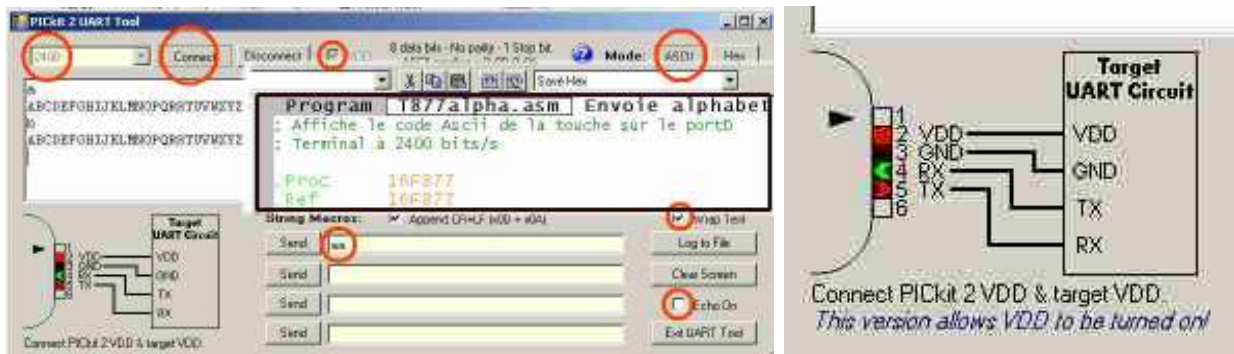 PICkit 2 UART Tool
2400
Connect
Disconnect
VDD
8 data bits - No parity - 1 Stop bit
Mode:
ASCII
Hex
Save Hex
ABCDEFGHIJKLMNOPQRSTUVWXYZ
ABCDEFGHIJKLMNOPQRSTUVWXYZ
Program T877alpha.asm Envoie alphabet
; Affiche le code Ascii de la touche sur le portD
; Terminal à 2400 bits/s
.Proc 16F877
.Ref 16F877
String Macros:
Append CR+LF (x0D + x0A)
Wrap Text
Send
Log to File
Send
Clear Screen
Send
Echo On
Send
Exit UART Tool
Target
UART Circuit
VDD
GND
RX
TX
VDD
GND
TX
RX
Connect PICkit 2 VDD & target VDD.
Target
UART Circuit
1
2 VDD
3 GND
4 RX
5 TX
6
VDD
GND
TX
RX
Connect PICkit 2 VDD & target VDD.
This version allows VDD to be turned on!